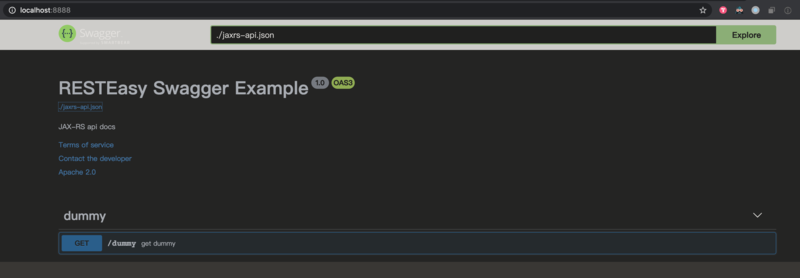 localhost:8888
Swagger
./jaxrs-api.json
Explore
RESTEasy Swagger Example 1.0 OAS3
./jaxrs-api.json
JAX-RS api docs
Terms of service
Contact the developer
Apache 2.0
dummy
GET /dummy get dummy